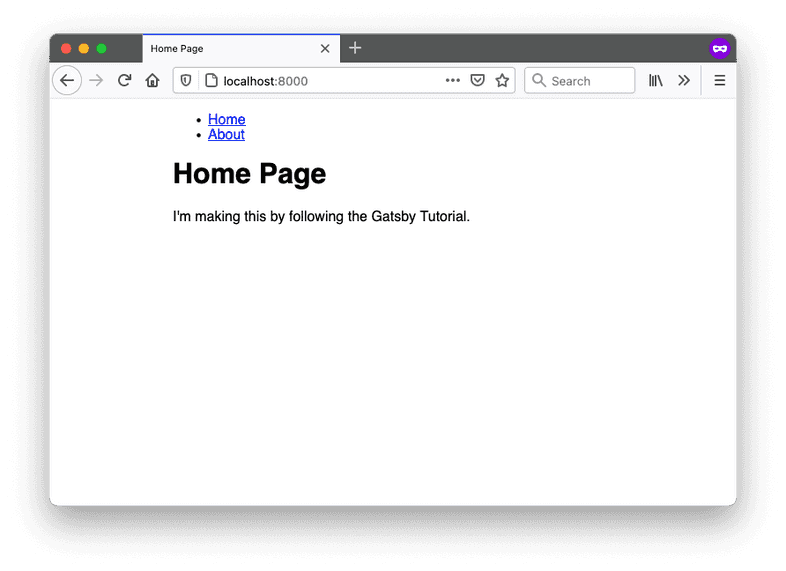 Home Page
localhost:8000
Search
Home
About
Home Page
I'm making this by following the Gatsby Tutorial.